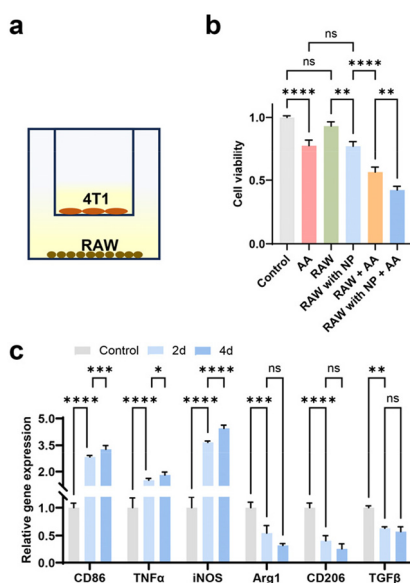 a
4T1
RAW
b
ns
ns
****
****
**
**
Cell viability
1.0
0.5
0.0
Control
AA
RAW
RAW with NP
RAW + AA
RAW with NP + AA
c
Control
2d
4d
***
****
*
****
****
****
ns
***
ns
****
**
ns
Relative gene expression
5.0
3.5
2.0
1.0
0.5
0.0
CD86
TNFα
iNOS
Arg1
CD206
TGFβ